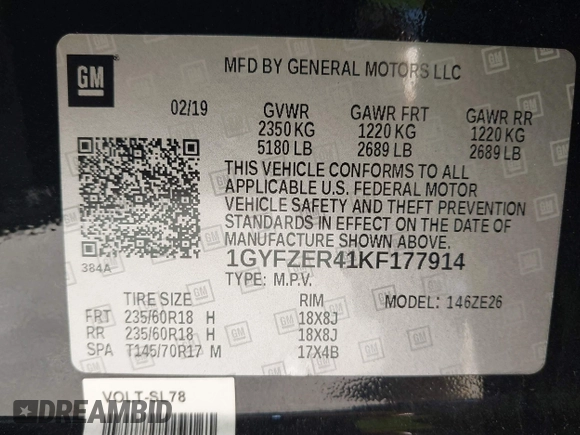 GM
MFD BY GENERAL MOTORS LLC
02/19 GVWR GAWR FRT GAWR RR
2350 KG 1220 KG 1220 KG
5180 LB 2689 LB 2689 LB
THIS VEHICLE CONFORMS TO ALL
APPLICABLE U.S. FEDERAL MOTOR
VEHICLE SAFETY AND THEFT PREVENTION
STANDARDS IN EFFECT ON THE DATE OF
MANUFACTURE SHOWN ABOVE.
384A
1GYFZER41KF177914
TYPE: M.P.V.
TIRE SIZE RIM MODEL: 146ZE26
FRT 235/60R18 H 18X8J
RR 235/60R18 H 18X8J
SPA T145/70R17 M 17X4B
VOLT-SL78
DREAMBID